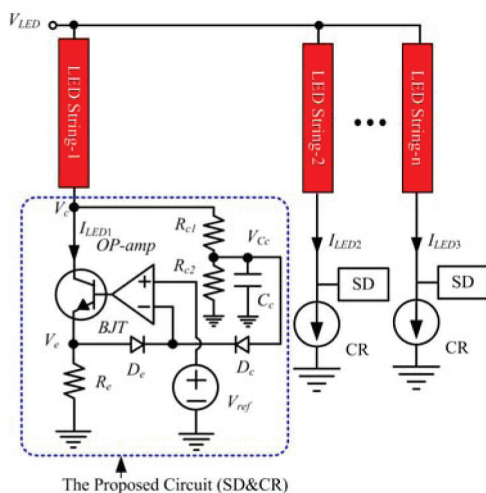 V_LED
LED String-1
LED String-2
LED String-n
V_c
I_LED1
OP-amp
R_c1
V_Cc
R_c2
C_c
I_LED2
I_LED3
SD
SD
BJT
V_e
D_e
D_c
CR
CR
R_e
V_ref
The Proposed Circuit (SD&CR)